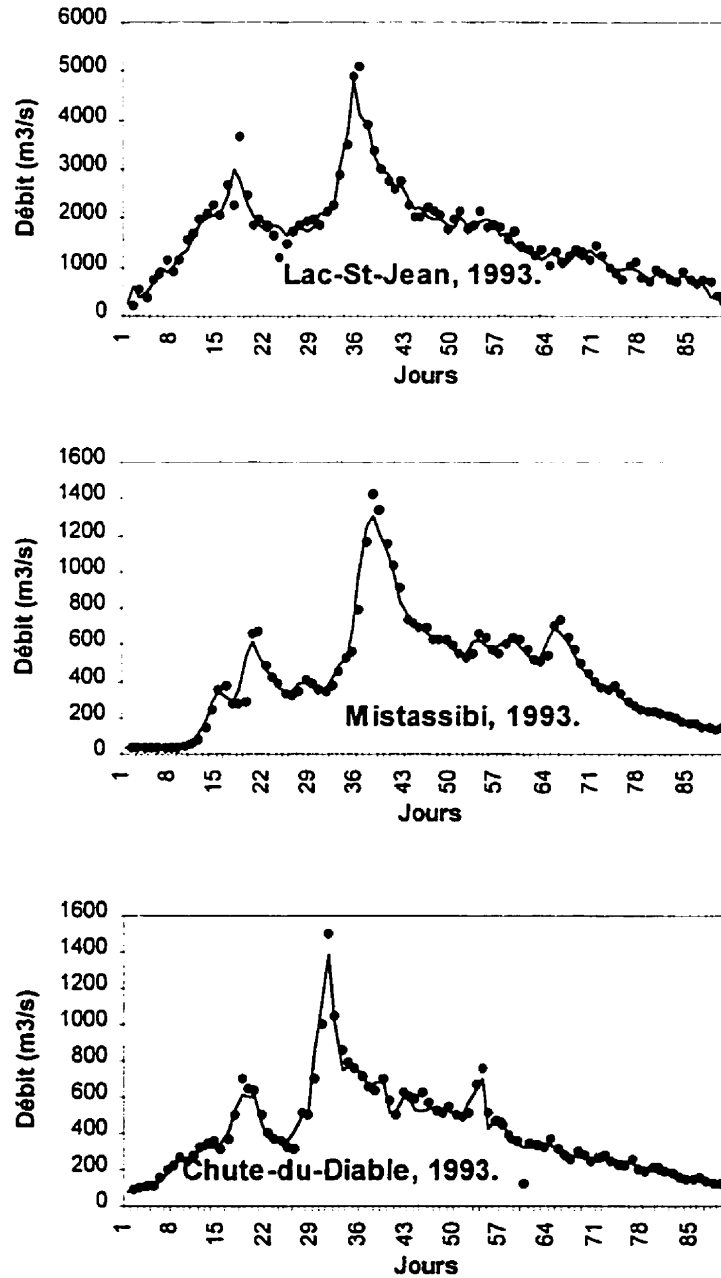 6000
5000
4000
3000
2000
1000
0
Débit (m3/s)
Lac-St-Jean, 1993.
1 8 15 22 29 36 43 50 57 64 71 78 85
Jours
1600
1400
1200
1000
800
600
400
200
0
Débit (m3/s)
Mistassibi, 1993.
1 8 15 22 29 36 43 50 57 64 71 78 85
Jours
1600
1400
1200
1000
800
600
400
200
0
Débit (m3/s)
Chute-du-Diable, 1993.
1 8 15 22 29 36 43 50 57 64 71 78 85
Jours